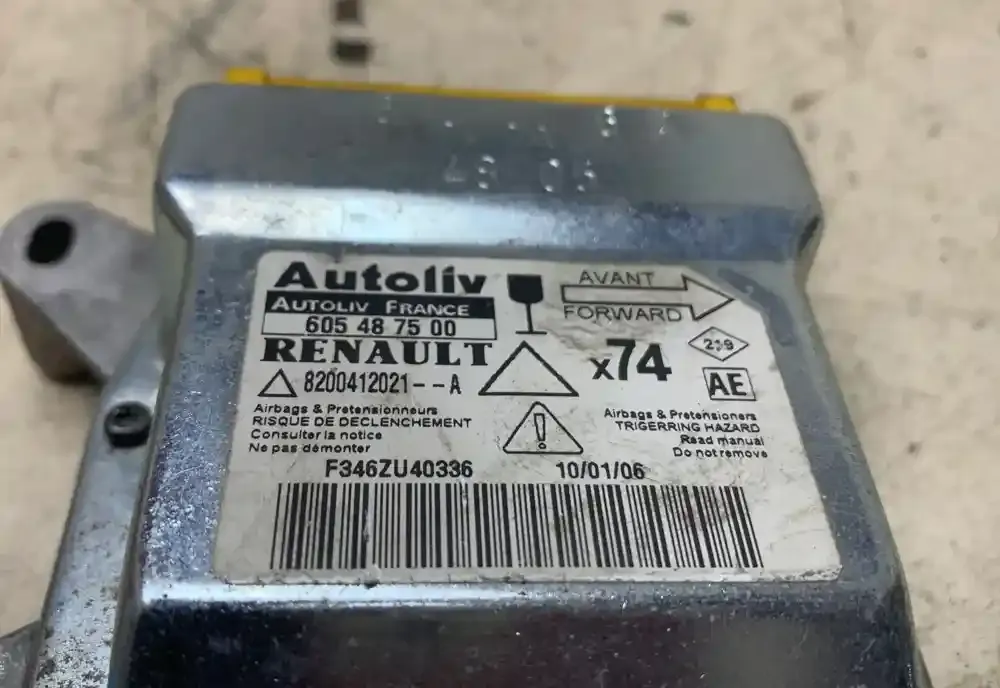 Autoliv
AUTOLIV FRANCE
605 48 75 00
RENAULT
8200412021--A
AVANT
FORWARD
x74
AE
Airbags & Pretensionneurs
RISQUE DE DECLENCHEMENT
Consulter la notice
Ne pas démonter
Airbags & Pretensioners
TRIGERRING HAZARD
Read manual
Do not remove
F346ZU40336
10/01/06